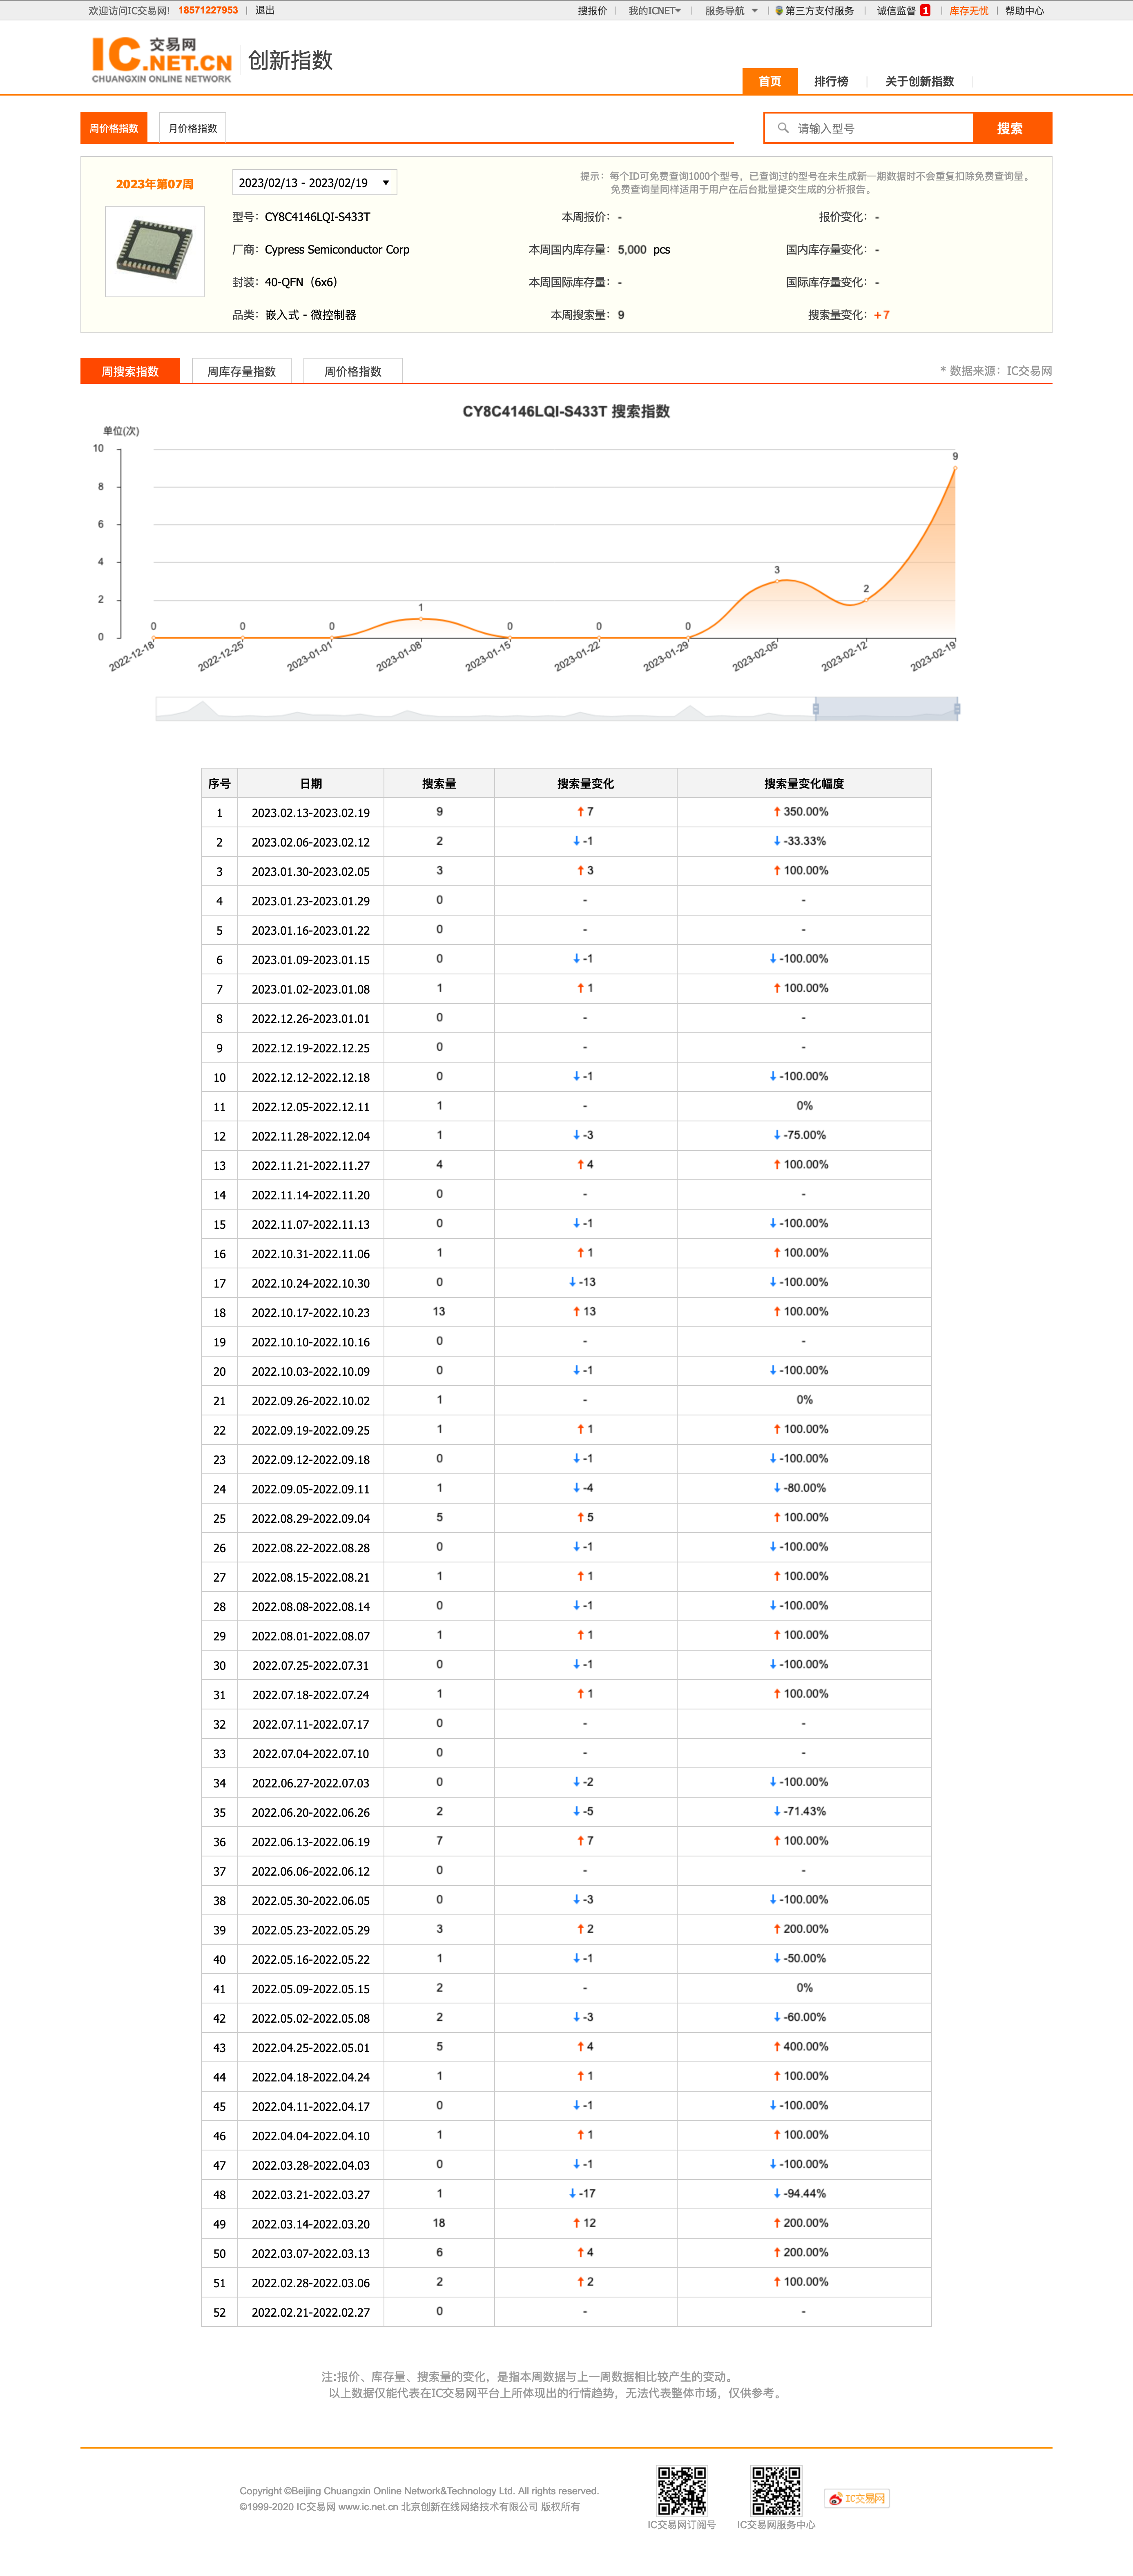 欢迎访问IC交易网! 18571227953 | 退出 搜报价 | 我的ICNET | 服务导航 | 第三方支付服务 | 诚信监督 1 | 库存无忧 | 帮助中心
IC 交易网
.NET.CN
CHUANGXIN ONLINE NETWORK
创新指数
首页 排行榜 关于创新指数
周价格指数 月价格指数 请输入型号 搜索
2023年第07周 2023/02/13 - 2023/02/19
提示：每个ID可免费查询1000个型号，已查询过的型号在未生成新一期数据时不会重复扣除免费查询量。
免费查询量同样适用于用户在后台批量提交生成的分析报告。
型号：CY8C4146LQI-S433T 本周报价：- 报价变化：-
厂商：Cypress Semiconductor Corp 本周国内库存量：5,000 pcs 国内库存量变化：-
封装：40-QFN（6x6） 本周国际库存量：- 国际库存量变化：-
品类：嵌入式 - 微控制器 本周搜索量：9 搜索量变化：+7
周搜索指数 周库存量指数 周价格指数 * 数据来源：IC交易网
CY8C4146LQI-S433T 搜索指数
单位(次)
10
8
6
4
2
0
0 0 0 1 0 0 0 3 2 9
2022-12-18 2022-12-25 2023-01-01 2023-01-08 2023-01-15 2023-01-22 2023-01-29 2023-02-05 2023-02-12 2023-02-19
序号 日期 搜索量 搜索量变化 搜索量变化幅度
1 2023.02.13-2023.02.19 9 ↑ 7 ↑ 350.00%
2 2023.02.06-2023.02.12 2 ↓ -1 ↓ -33.33%
3 2023.01.30-2023.02.05 3 ↑ 3 ↑ 100.00%
4 2023.01.23-2023.01.29 0 - -
5 2023.01.16-2023.01.22 0 - -
6 2023.01.09-2023.01.15 0 ↓ -1 ↓ -100.00%
7 2023.01.02-2023.01.08 1 ↑ 1 ↑ 100.00%
8 2022.12.26-2023.01.01 0 - -
9 2022.12.19-2022.12.25 0 - -
10 2022.12.12-2022.12.18 0 ↓ -1 ↓ -100.00%
11 2022.12.05-2022.12.11 1 - 0%
12 2022.11.28-2022.12.04 1 ↓ -3 ↓ -75.00%
13 2022.11.21-2022.11.27 4 ↑ 4 ↑ 100.00%
14 2022.11.14-2022.11.20 0 - -
15 2022.11.07-2022.11.13 0 ↓ -1 ↓ -100.00%
16 2022.10.31-2022.11.06 1 ↑ 1 ↑ 100.00%
17 2022.10.24-2022.10.30 0 ↓ -13 ↓ -100.00%
18 2022.10.17-2022.10.23 13 ↑ 13 ↑ 100.00%
19 2022.10.10-2022.10.16 0 - -
20 2022.10.03-2022.10.09 0 ↓ -1 ↓ -100.00%
21 2022.09.26-2022.10.02 1 - 0%
22 2022.09.19-2022.09.25 1 ↑ 1 ↑ 100.00%
23 2022.09.12-2022.09.18 0 ↓ -1 ↓ -100.00%
24 2022.09.05-2022.09.11 1 ↓ -4 ↓ -80.00%
25 2022.08.29-2022.09.04 5 ↑ 5 ↑ 100.00%
26 2022.08.22-2022.08.28 0 ↓ -1 ↓ -100.00%
27 2022.08.15-2022.08.21 1 ↑ 1 ↑ 100.00%
28 2022.08.08-2022.08.14 0 ↓ -1 ↓ -100.00%
29 2022.08.01-2022.08.07 1 ↑ 1 ↑ 100.00%
30 2022.07.25-2022.07.31 0 ↓ -1 ↓ -100.00%
31 2022.07.18-2022.07.24 1 ↑ 1 ↑ 100.00%
32 2022.07.11-2022.07.17 0 - -
33 2022.07.04-2022.07.10 0 - -
34 2022.06.27-2022.07.03 0 ↓ -2 ↓ -100.00%
35 2022.06.20-2022.06.26 2 ↓ -5 ↓ -71.43%
36 2022.06.13-2022.06.19 7 ↑ 7 ↑ 100.00%
37 2022.06.06-2022.06.12 0 - -
38 2022.05.30-2022.06.05 0 ↓ -3 ↓ -100.00%
39 2022.05.23-2022.05.29 3 ↑ 2 ↑ 200.00%
40 2022.05.16-2022.05.22 1 ↓ -1 ↓ -50.00%
41 2022.05.09-2022.05.15 2 - 0%
42 2022.05.02-2022.05.08 2 ↓ -3 ↓ -60.00%
43 2022.04.25-2022.05.01 5 ↑ 4 ↑ 400.00%
44 2022.04.18-2022.04.24 1 ↑ 1 ↑ 100.00%
45 2022.04.11-2022.04.17 0 ↓ -1 ↓ -100.00%
46 2022.04.04-2022.04.10 1 ↑ 1 ↑ 100.00%
47 2022.03.28-2022.04.03 0 ↓ -1 ↓ -100.00%
48 2022.03.21-2022.03.27 1 ↓ -17 ↓ -94.44%
49 2022.03.14-2022.03.20 18 ↑ 12 ↑ 200.00%
50 2022.03.07-2022.03.13 6 ↑ 4 ↑ 200.00%
51 2022.02.28-2022.03.06 2 ↑ 2 ↑ 100.00%
52 2022.02.21-2022.02.27 0 - -
注:报价、库存量、搜索量的变化，是指本周数据与上一周数据相比较产生的变动。
以上数据仅能代表在IC交易网平台上所体现出的行情趋势，无法代表整体市场，仅供参考。
Copyright ©Beijing Chuangxin Online Network&Technology Ltd. All rights reserved.
©1999-2020 IC交易网 www.ic.net.cn 北京创新在线网络技术有限公司 版权所有
IC交易网订阅号 IC交易网服务中心 IC交易网